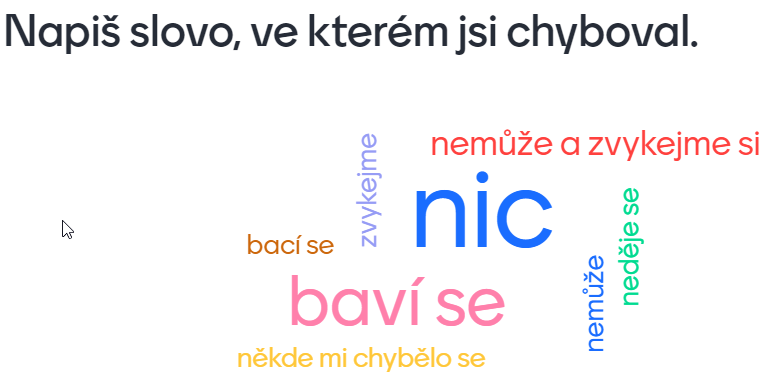 Napiš slovo, ve kterém jsi chyboval.
nemůže a zvykejme si
zvykejme
nic
neděje se
bací se
nemůže
baví se
někde mi chybělo se